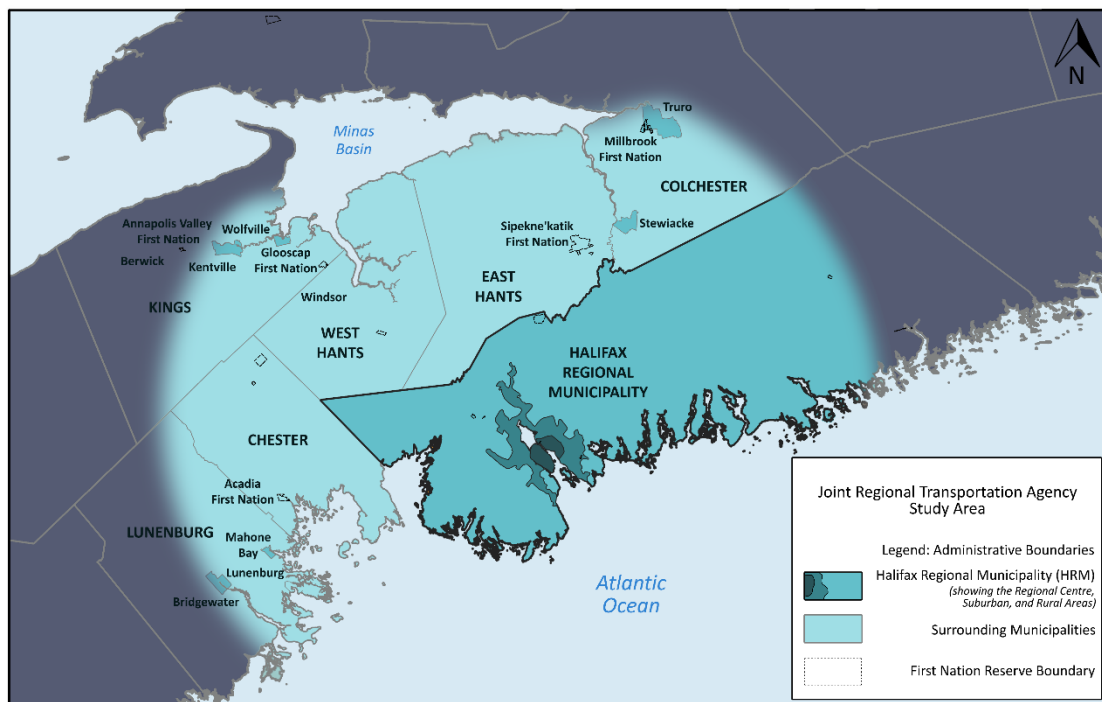 N
Truro
Minas
Basin
Millbrook
First Nation
COLCHESTER
Annapolis Valley
First Nation
Wolfville
Sipekne'katik
First Nation
Stewiacke
Berwick
Kentville
Glooscap
First Nation
EAST
HANTS
KINGS
Windsor
WEST
HANTS
HALIFAX
REGIONAL
MUNICIPALITY
CHESTER
Acadia
First Nation
LUNENBURG
Mahone
Bay
Lunenburg
Bridgewater
Atlantic
Ocean
Joint Regional Transportation Agency
Study Area
Legend: Administrative Boundaries
Halifax Regional Municipality (HRM)
(showing the Regional Centre,
Suburban, and Rural Areas)
Surrounding Municipalities
First Nation Reserve Boundary